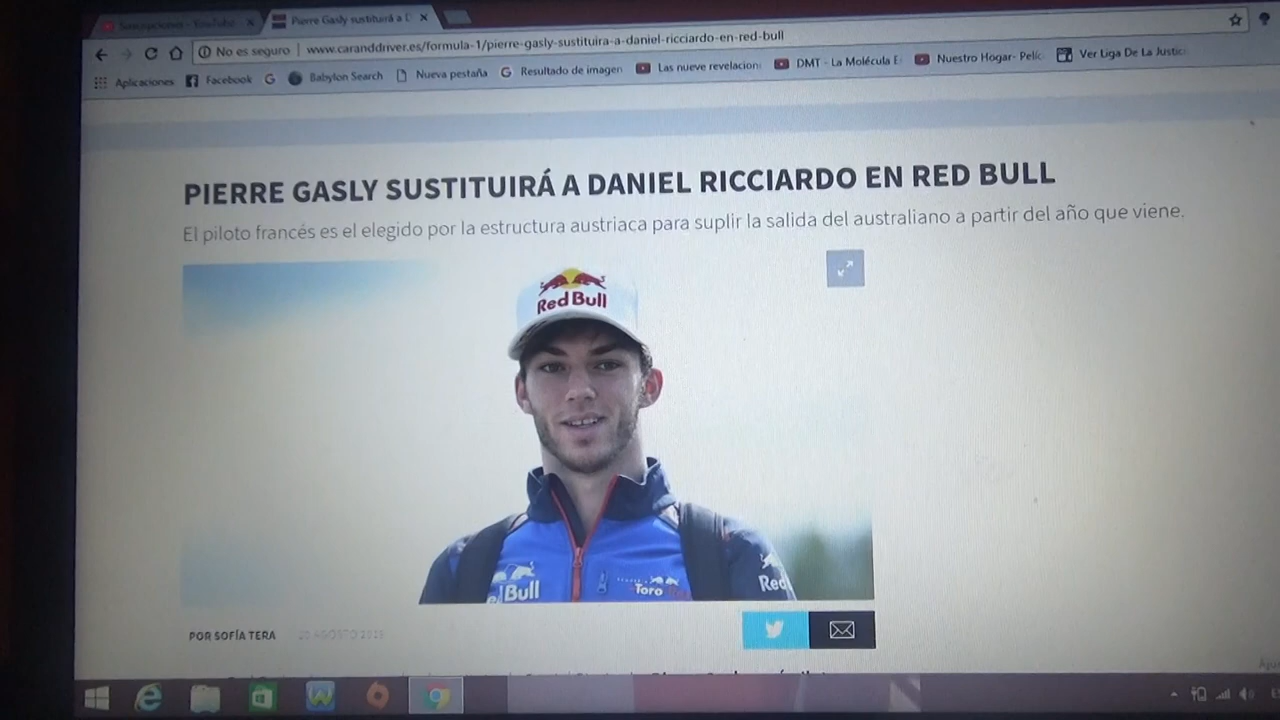 Suscripciones - YouTube
Pierre Gasly sustituirá a D
No es seguro | www.caranddriver.es/formula-1/pierre-gasly-sustituira-a-daniel-ricciardo-en-red-bull
Aplicaciones Facebook Babylon Search Nueva pestaña Resultado de imagen Las nueve revelacion DMT - La Molécula E Nuestro Hogar- Pelíc Ver Liga De La Justic
PIERRE GASLY SUSTITUIRÁ A DANIEL RICCIARDO EN RED BULL
El piloto francés es el elegido por la estructura austriaca para suplir la salida del australiano a partir del año que viene.
Red Bull
Bull
Toro
Red
POR SOFÍA TERA